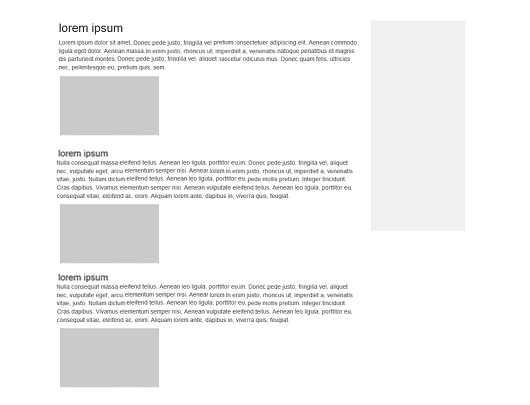 lorem ipsum
Lorem ipsum dolor sit amet, Donec pede justo, fringilla vel pretium consectetuer adipiscing elit. Aenean commodo
ligula eget dolor. Aenean massa. In enim justo, rhoncus ut, imperdiet a, venenatis natoque penatibus et magnis
dis parturient montes, Donec pede justo, fringilla vel, aliquet nascetur ridiculus mus. Donec quam felis, ultricies
nec, pellentesque eu, pretium quis, sem.
lorem ipsum
Nulla consequat massa eleifend tellus. Aenean leo ligula, porttitor eu.im. Donec pede justo, fringilla vel, aliquet
nec, vulputate eget, arcu elementum semper nisi. Aenean lorem In enim justo, rhoncus ut, imperdiet a, venenatis
vitae, justo. Nullam dictum eleifend tellus. Aenean leo ligula, porttitor eu, pede mollis pretium. Integer tincidunt.
Cras dapibus. Vivamus elementum semper nisi. Aenean vulputate eleifend tellus. Aenean leo ligula, porttitor eu,
consequat vitae, eleifend ac, enim. Aliquam lorem ante, dapibus in, viverra quis, feugiat.
lorem ipsum
Nulla consequat massa eleifend tellus. Aenean leo ligula, porttitor eu.im. Donec pede justo, fringilla vel, aliquet
nec, vulputate eget, arcu elementum semper nisi. Aenean lorem In enim justo, rhoncus ut, imperdiet a, venenatis
vitae, justo. Nullam dictum eleifend tellus. Aenean leo ligula, porttitor eu, pede mollis pretium. Integer tincidunt.
Cras dapibus. Vivamus elementum semper nisi. Aenean vulputate eleifend tellus. Aenean leo ligula, porttitor eu,
consequat vitae, eleifend ac, enim. Aliquam lorem ante, dapibus in, viverra quis, feugiat.